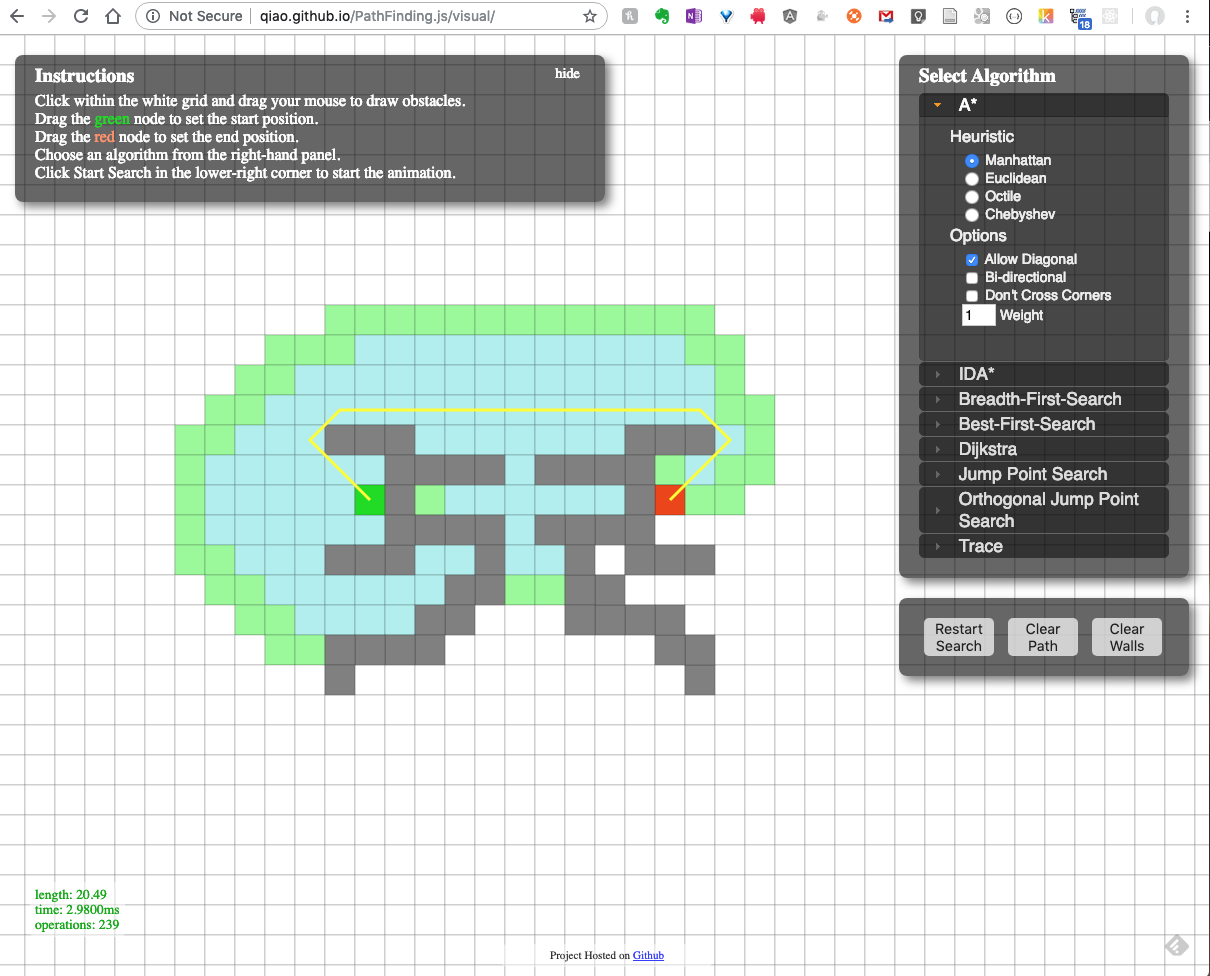 Not Secure
qiao.github.io/PathFinding.js/visual/
18
Instructions
hide
Click within the white grid and drag your mouse to draw obstacles.
Drag the green node to set the start position.
Drag the red node to set the end position.
Choose an algorithm from the right-hand panel.
Click Start Search in the lower-right corner to start the animation.
Select Algorithm
A*
Heuristic
Manhattan
Euclidean
Octile
Chebyshev
Options
Allow Diagonal
Bi-directional
Don't Cross Corners
1 Weight
IDA*
Breadth-First-Search
Best-First-Search
Dijkstra
Jump Point Search
Orthogonal Jump Point
Search
Trace
Restart
Search
Clear
Path
Clear
Walls
length: 20.49
time: 2.9800ms
operations: 239
Project Hosted on Github